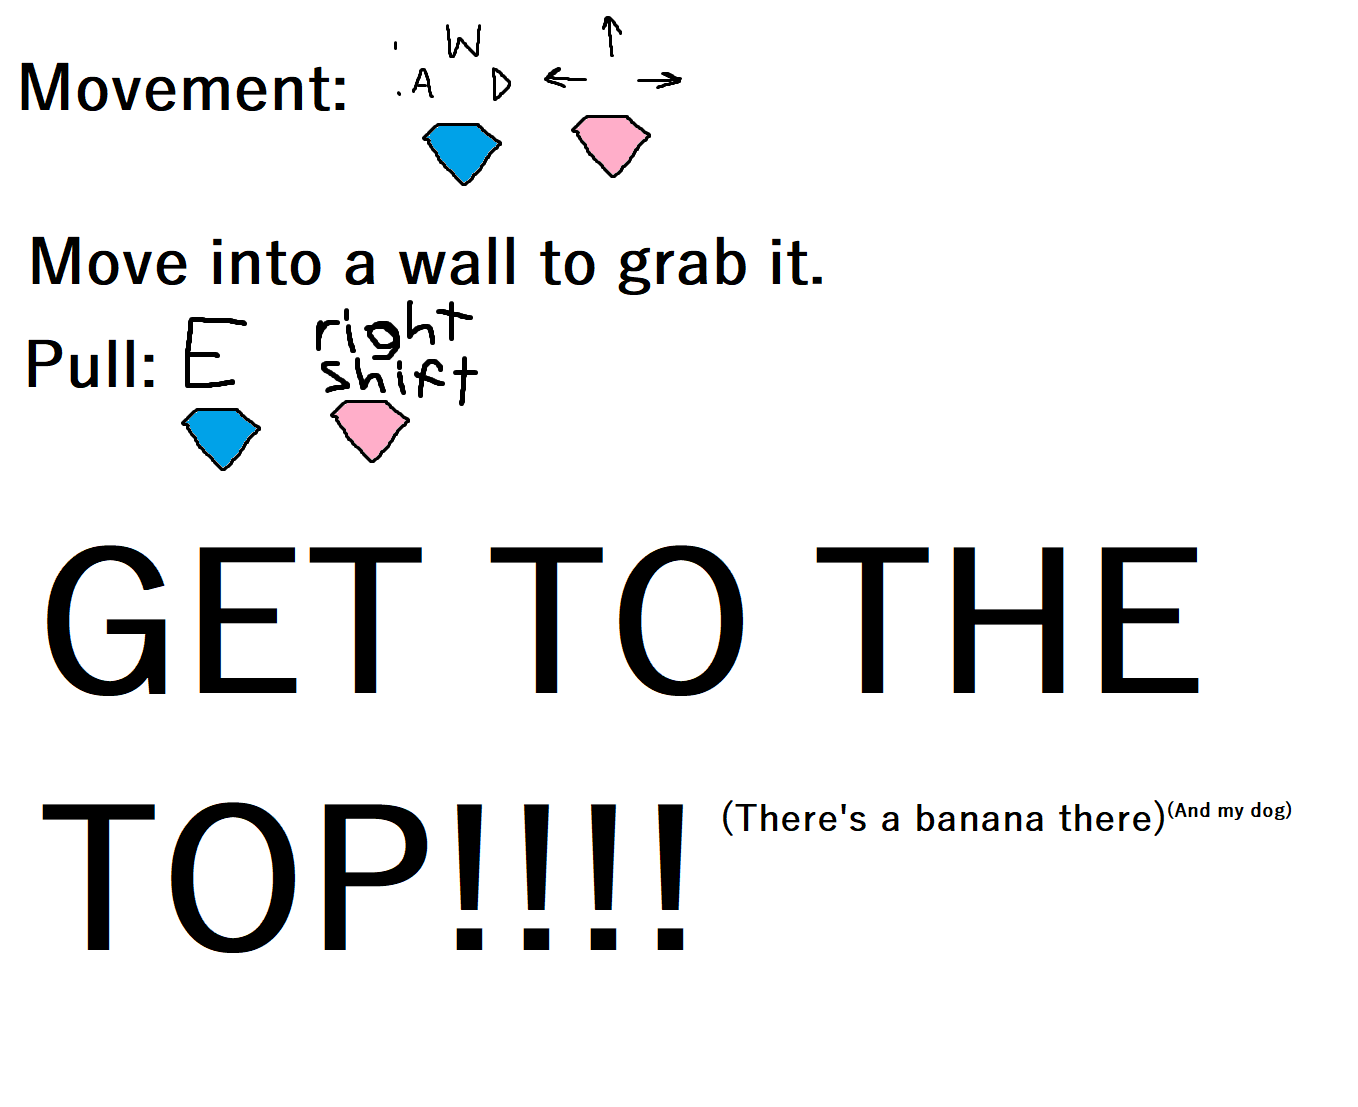 Movement: W ↑
A D ← →
Move into a wall to grab it.
Pull: E right shift
GET TO THE
TOP!!!! (There's a banana there)(And my dog)